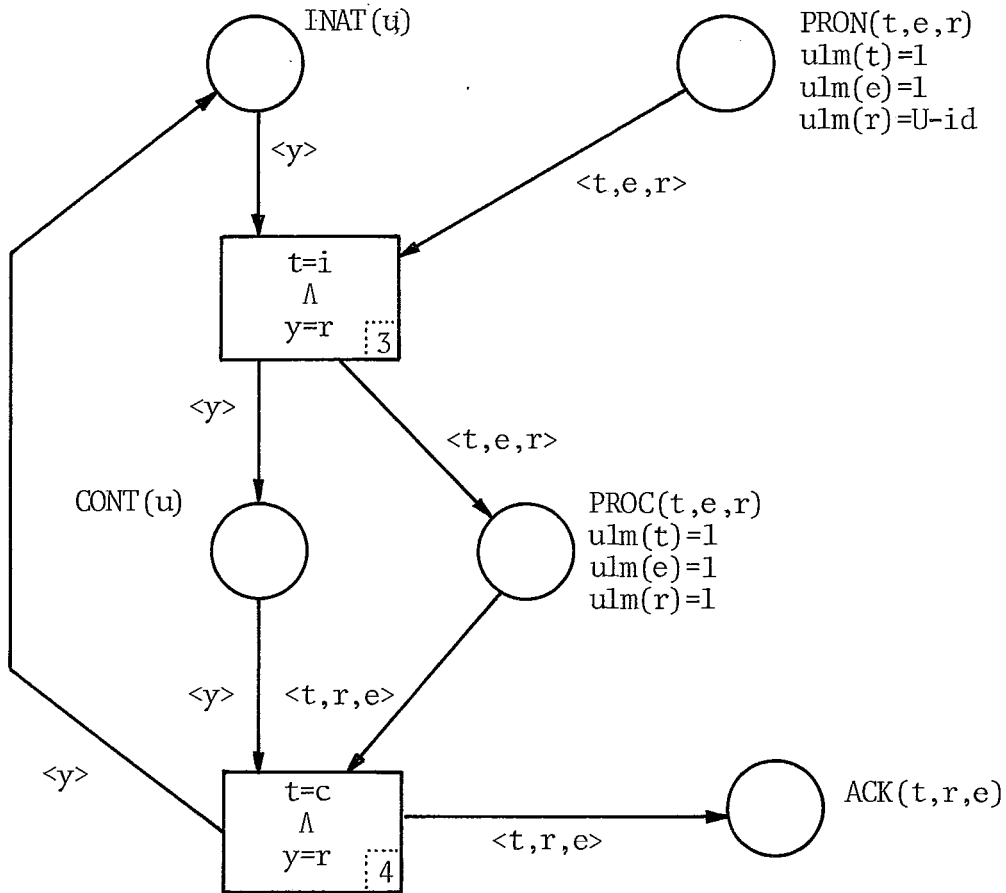 INAT(u)
PRON(t,e,r)
ulm(t)=1
ulm(e)=1
ulm(r)=U-id
<y>
<t,e,r>
t=i
Λ
y=r
3
<y>
<t,e,r>
CONT(u)
PROC(t,e,r)
ulm(t)=1
ulm(e)=1
ulm(r)=1
<y>
<t,r,e>
<y>
t=c
Λ
y=r
4
<t,r,e>
ACK(t,r,e)